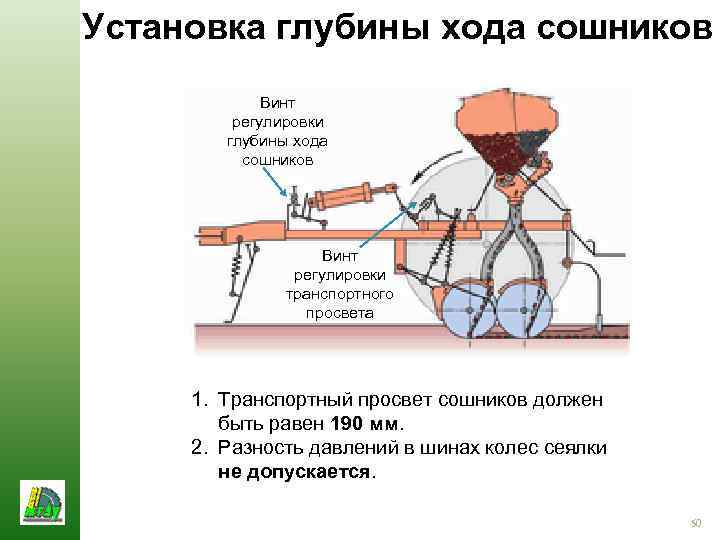 Установка глубины хода сошников
Винт
регулировки
глубины хода
сошников
Винт
регулировки
транспортного
просвета
1. Транспортный просвет сошников должен
быть равен 190 мм.
2. Разность давлений в шинах колес сеялки
не допускается.